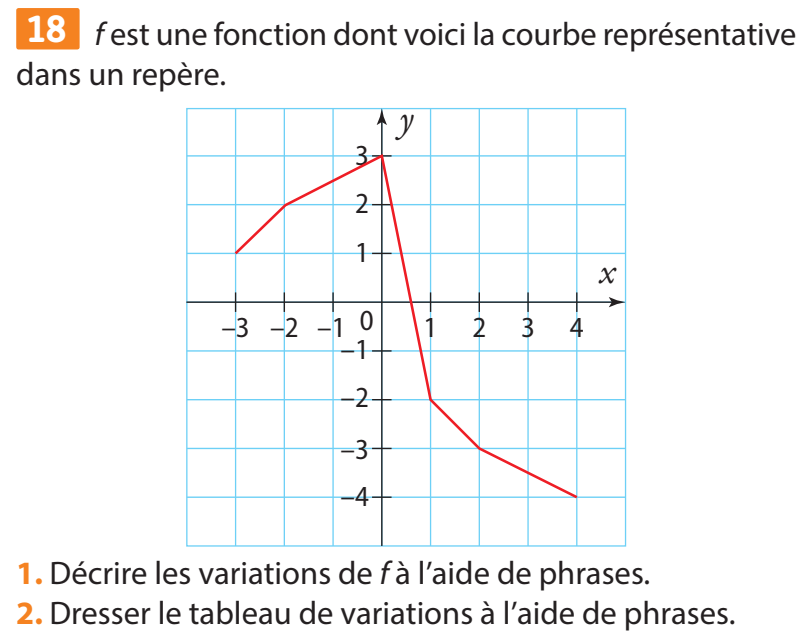 18 f est une fonction dont voici la courbe représentative
dans un repère.
y
3
2
1
x
–3 –2 –1 0 1 2 3 4
–1
–2
–3
–4
1. Décrire les variations de f à l'aide de phrases.
2. Dresser le tableau de variations à l'aide de phrases.